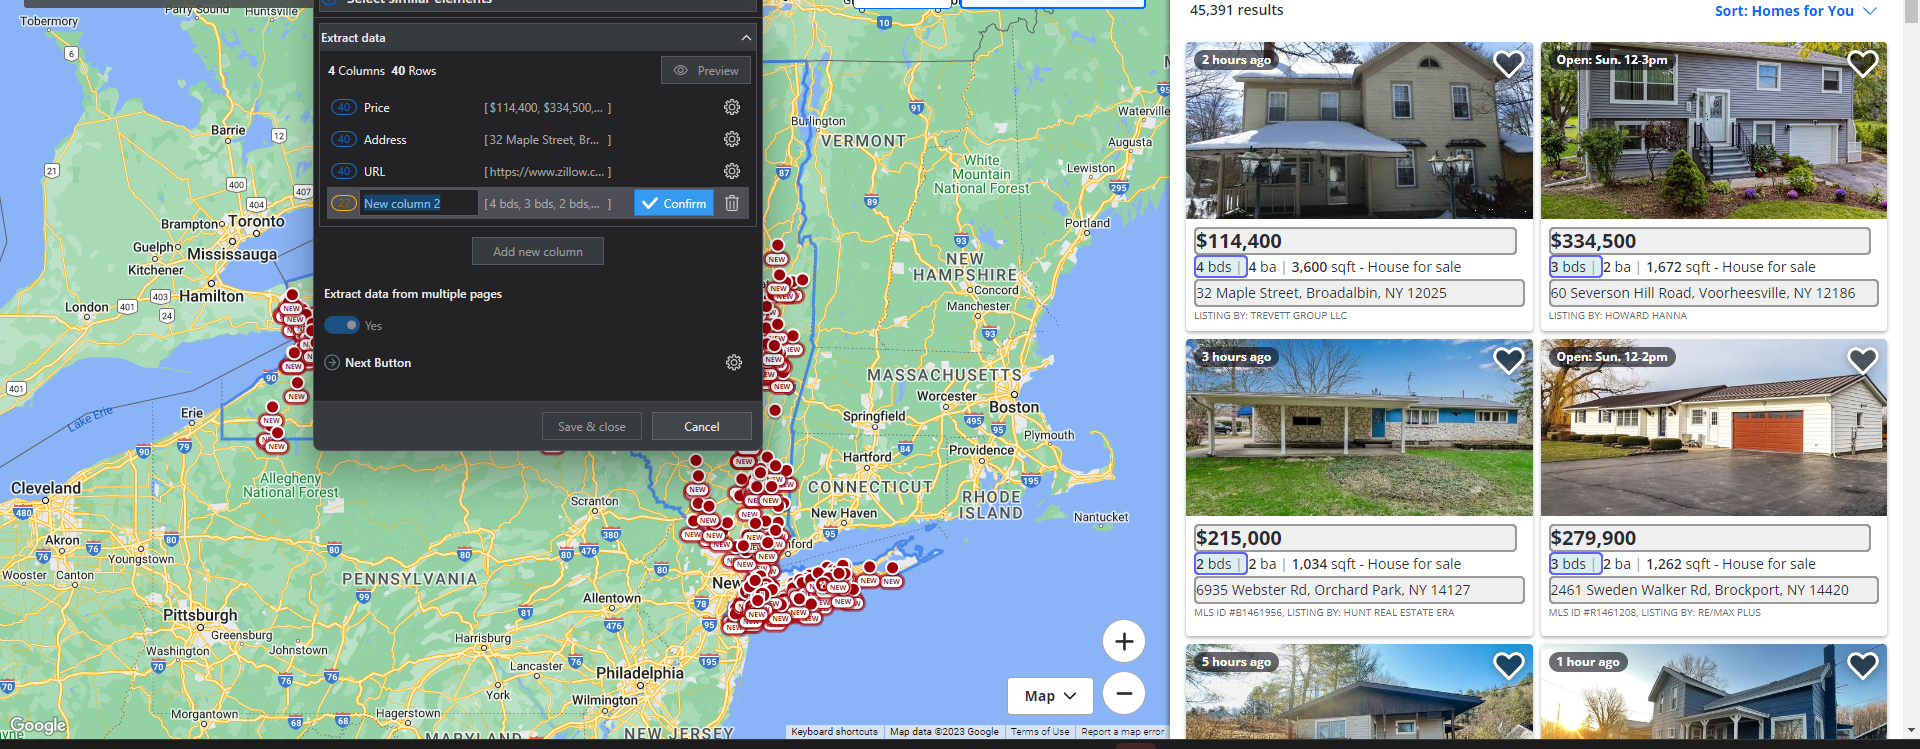 Select similar elements
Extract data
4 Columns 40 Rows
Preview
40 Price [ $114,400, $334,500,... ]
40 Address [ 32 Maple Street, Br... ]
40 URL [ https://www.zillow.c... ]
27 New column 2 [ 4 bds, 3 bds, 2 bds,... ] Confirm
Add new column
Extract data from multiple pages
Yes
Next Button
Save & close Cancel
Tobermory
Parry Sound
Huntsville
Barrie
Brampton
Toronto
Guelph
Mississauga
Kitchener
London
Hamilton
Lake Erie
Erie
Allegheny
National Forest
Cleveland
Akron
Youngstown
Wooster
Canton
Pittsburgh
Greensburg
Washington
Johnstown
Morgantown
Hagerstown
PENNSYLVANIA
Scranton
Allentown
Harrisburg
Lancaster
York
Philadelphia
Wilmington
MARYLAND
NEW JERSEY
New
Burlington
VERMONT
White
Mountain
National Forest
Waterville
Augusta
Lewiston
Portland
NEW
HAMPSHIRE
Concord
Manchester
MASSACHUSETTS
Worcester
Boston
Springfield
Plymouth
Providence
Hartford
CONNECTICUT
RHODE
ISLAND
New Haven
Nantucket
NEW
Map
Google
Keyboard shortcuts
Map data ©2023 Google
Terms of Use
Report a map error
45,391 results
Sort: Homes for You
2 hours ago
$114,400
4 bds | 4 ba | 3,600 sqft - House for sale
32 Maple Street, Broadalbin, NY 12025
LISTING BY: TREVETT GROUP LLC
Open: Sun. 12-3pm
$334,500
3 bds | 2 ba | 1,672 sqft - House for sale
60 Severson Hill Road, Voorheesville, NY 12186
LISTING BY: HOWARD HANNA
3 hours ago
$215,000
2 bds | 2 ba | 1,034 sqft - House for sale
6935 Webster Rd, Orchard Park, NY 14127
MLS ID #B1461956, LISTING BY: HUNT REAL ESTATE ERA
Open: Sun. 12-2pm
$279,900
3 bds | 2 ba | 1,262 sqft - House for sale
2461 Sweden Walker Rd, Brockport, NY 14420
MLS ID #R1461208, LISTING BY: RE/MAX PLUS
5 hours ago
1 hour ago